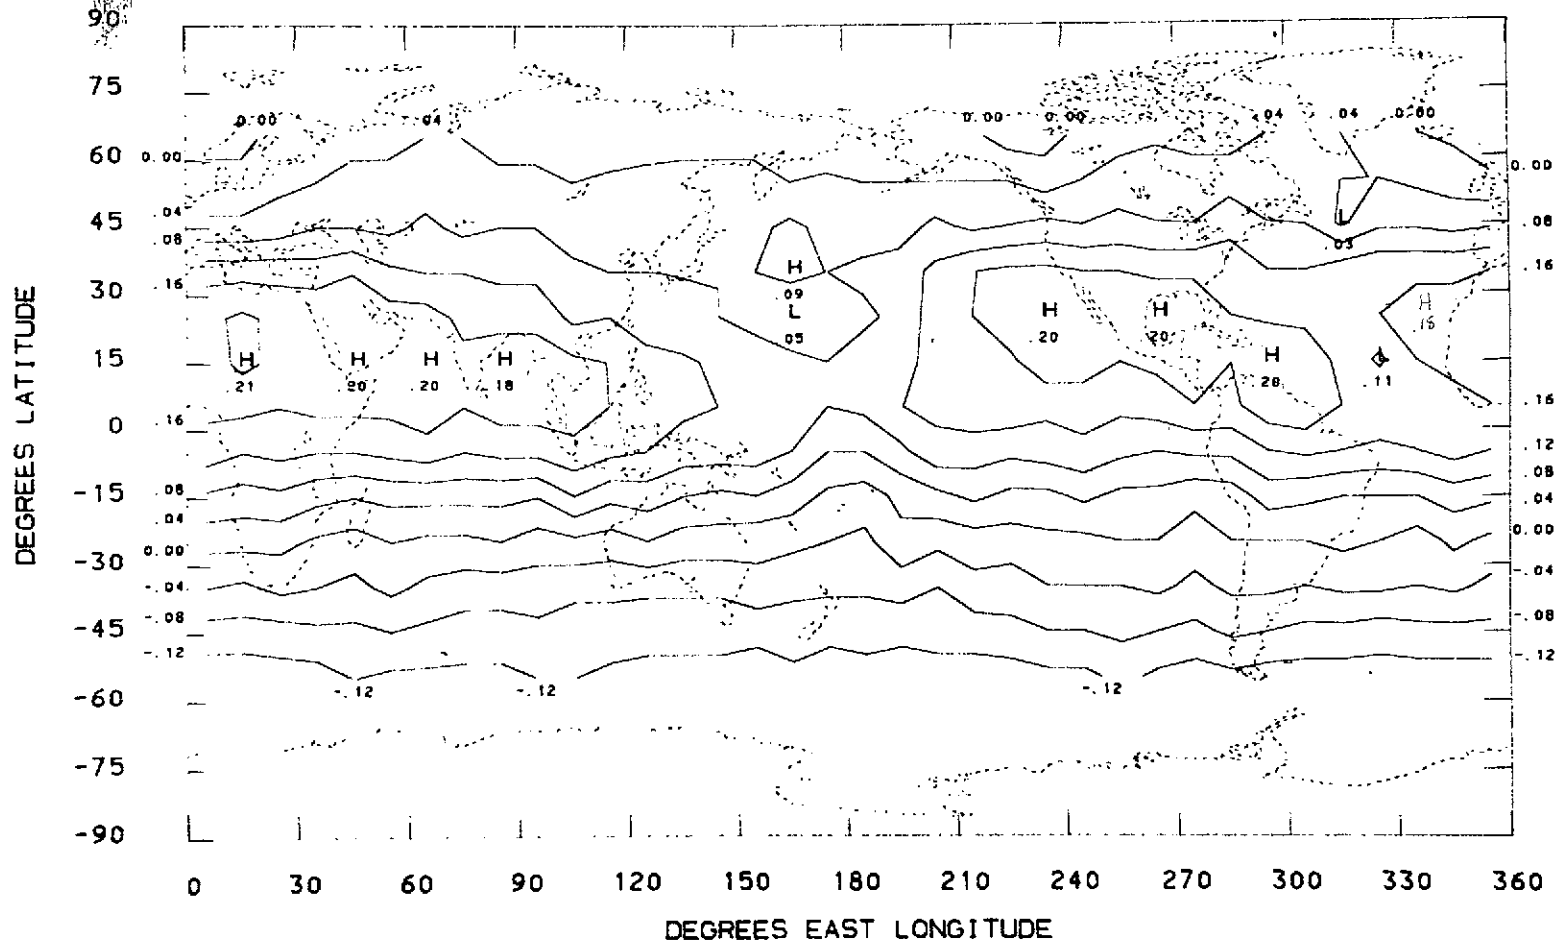 90
75
0.00 .04 0.00 0.00 .04 .04 0.00
60 0.00 0.00
45 .04 L .08
.08 .03
H .16
30 .16 .09 H H H
L .20 .20
.05
15 H H H H H L
.21 .20 .20 .18 .11
.16
0 .16
.12
.08
-15 .08 .04
.04
0.00 0.00
-30 -.04
-.04
-.08 -.08
-45
-.12 -.12
-.12 -.12 -.12
-60
-75
-90
0 30 60 90 120 150 180 210 240 270 300 330 360
DEGREES EAST LONGITUDE
DEGREES LATITUDE